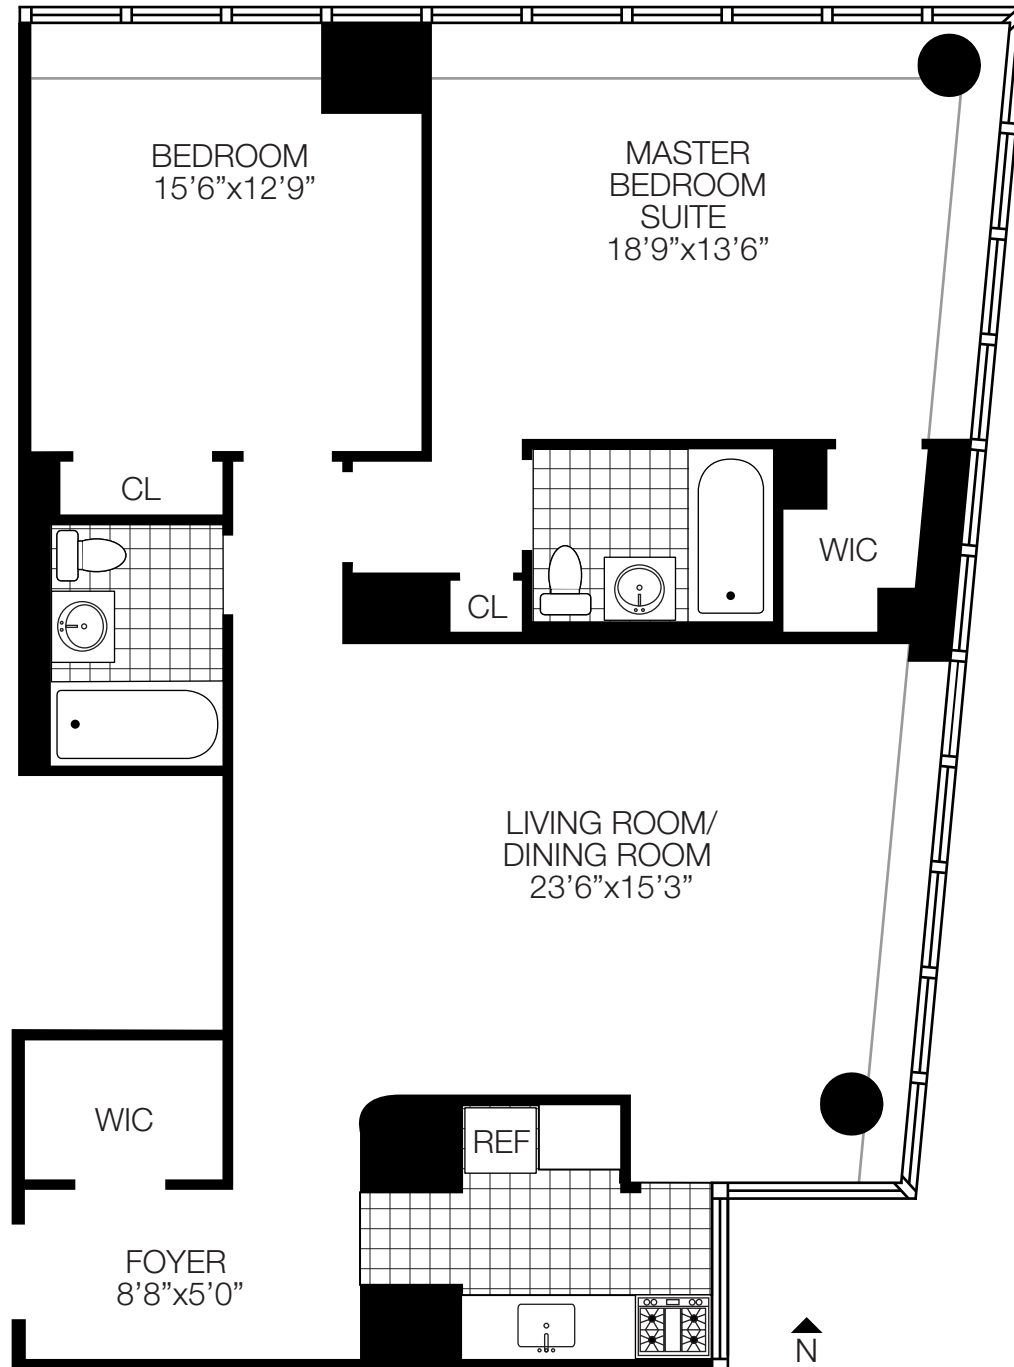 BEDROOM
15’6”x12’9”
MASTER
BEDROOM
SUITE
18’9”x13’6”
CL
WIC
CL
LIVING ROOM/
DINING ROOM
23’6”x15’3”
WIC
REF
FOYER
8’8”x5’0”
N